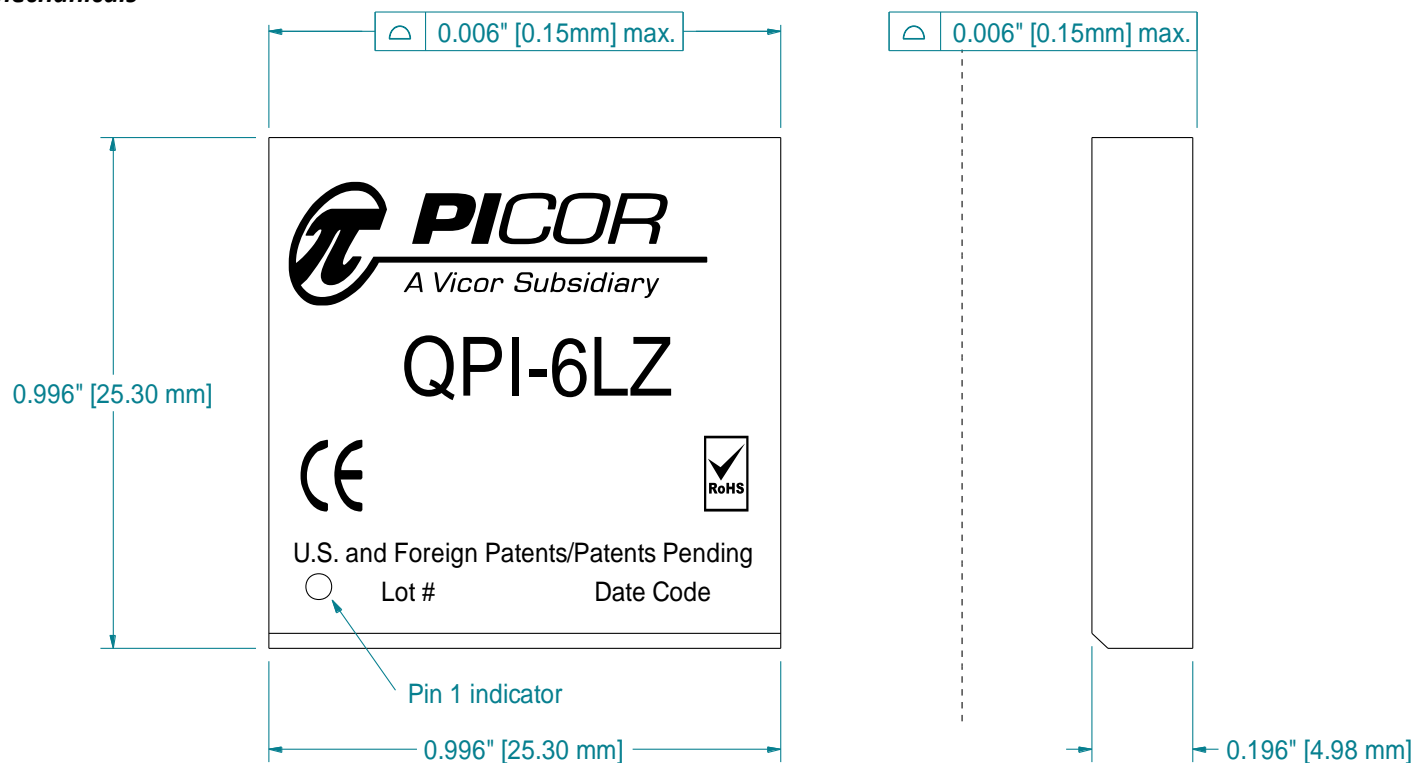 0.006" [0.15mm] max.
0.006" [0.15mm] max.
PICOR
A Vicor Subsidiary
QPI-6LZ
0.996" [25.30 mm]
CE
RoHS
U.S. and Foreign Patents/Patents Pending
Lot #
Date Code
Pin 1 indicator
0.996" [25.30 mm]
0.196" [4.98 mm]